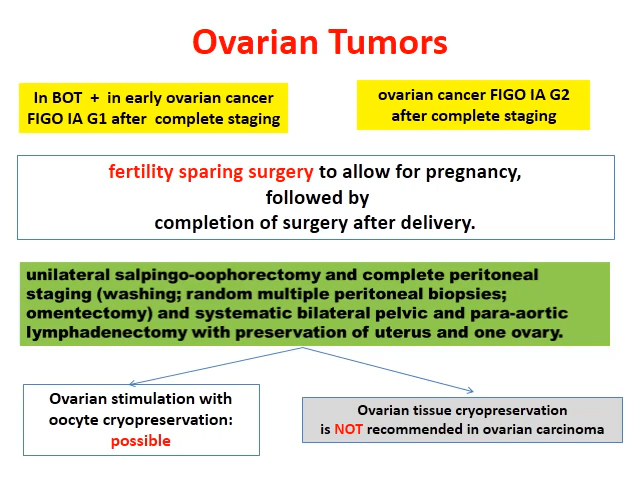 Ovarian Tumors
In BOT + in early ovarian cancer
FIGO IA G1 after complete staging
ovarian cancer FIGO IA G2
after complete staging
fertility sparing surgery to allow for pregnancy,
followed by
completion of surgery after delivery.
unilateral salpingo-oophorectomy and complete peritoneal
staging (washing; random multiple peritoneal biopsies;
omentectomy) and systematic bilateral pelvic and para-aortic
lymphadenectomy with preservation of uterus and one ovary.
Ovarian stimulation with
oocyte cryopreservation:
possible
Ovarian tissue cryopreservation
is NOT recommended in ovarian carcinoma